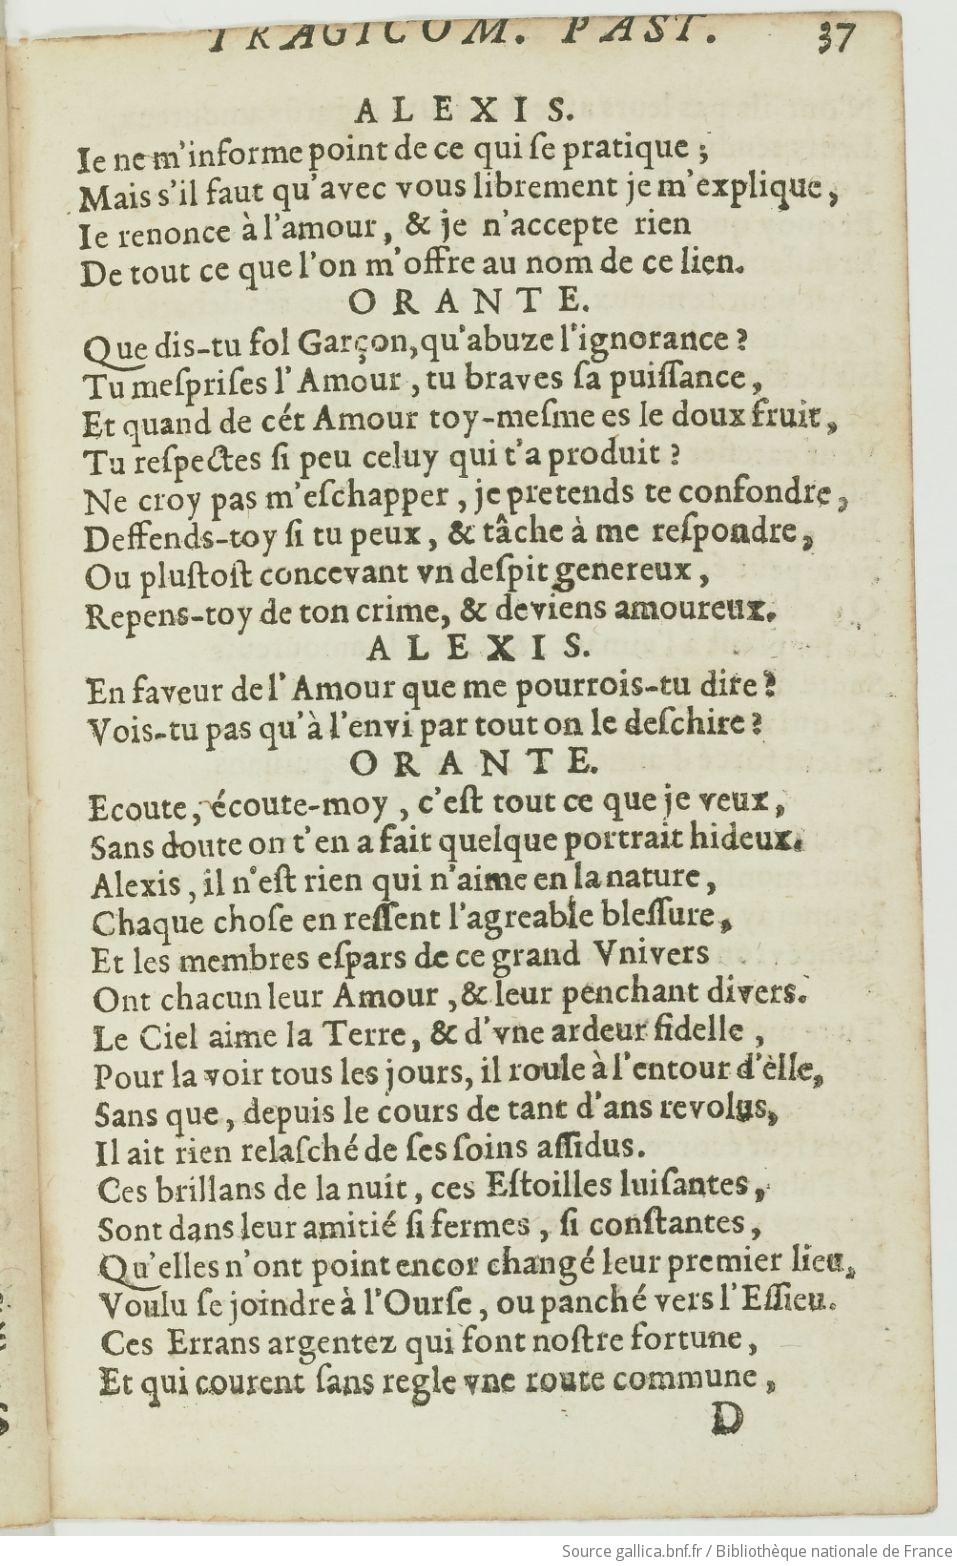 TRAGICOM. PAST. 37
ALEXIS.
Ie ne m'informe point de ce qui ſe pratique ;
Mais s'il faut qu'avec vous librement je m'explique,
Ie renonce à l'amour, & je n'accepte rien
De tout ce que l'on m'offre au nom de ce lien.
ORANTE.
Que dis-tu fol Garçon, qu'abuze l'ignorance ?
Tu meſpriſes l'Amour, tu braves ſa puiſſance,
Et quand de cét Amour toy-meſme es le doux fruit,
Tu reſpectes ſi peu celuy qui t'a produit ?
Ne croy pas m'eſchapper, je pretends te confondre,
Deffends-toy ſi tu peux, & tâche à me reſpondre,
Ou pluſtoſt concevant vn deſpit genereux,
Repens-toy de ton crime, & deviens amoureux.
ALEXIS.
En faveur de l'Amour que me pourrois-tu dire ?
Vois-tu pas qu'à l'envi par tout on le deſchire ?
ORANTE.
Ecoute, écoute-moy, c'eſt tout ce que je veux,
Sans doute on t'en a fait quelque portrait hideux.
Alexis, il n'eſt rien qui n'aime en la nature,
Chaque choſe en reſſent l'agreable bleſſure,
Et les membres eſpars de ce grand Vnivers
Ont chacun leur Amour, & leur penchant divers.
Le Ciel aime la Terre, & d'vne ardeur fidelle,
Pour la voir tous les jours, il roule à l'entour d'èlle,
Sans que, depuis le cours de tant d'ans revolus,
Il ait rien relaſché de ſes ſoins aſſidus.
Ces brillans de la nuit, ces Eſtoilles luiſantes,
Sont dans leur amitié ſi fermes, ſi conſtantes,
Qu'elles n'ont point encor changé leur premier lieu,
Voulu ſe joindre à l'Ourſe, ou panché vers l'Eſſieu.
Ces Errans argentez qui font noſtre fortune,
Et qui courent ſans regle vne route commune,
D
Source gallica.bnf.fr / Bibliothèque nationale de France